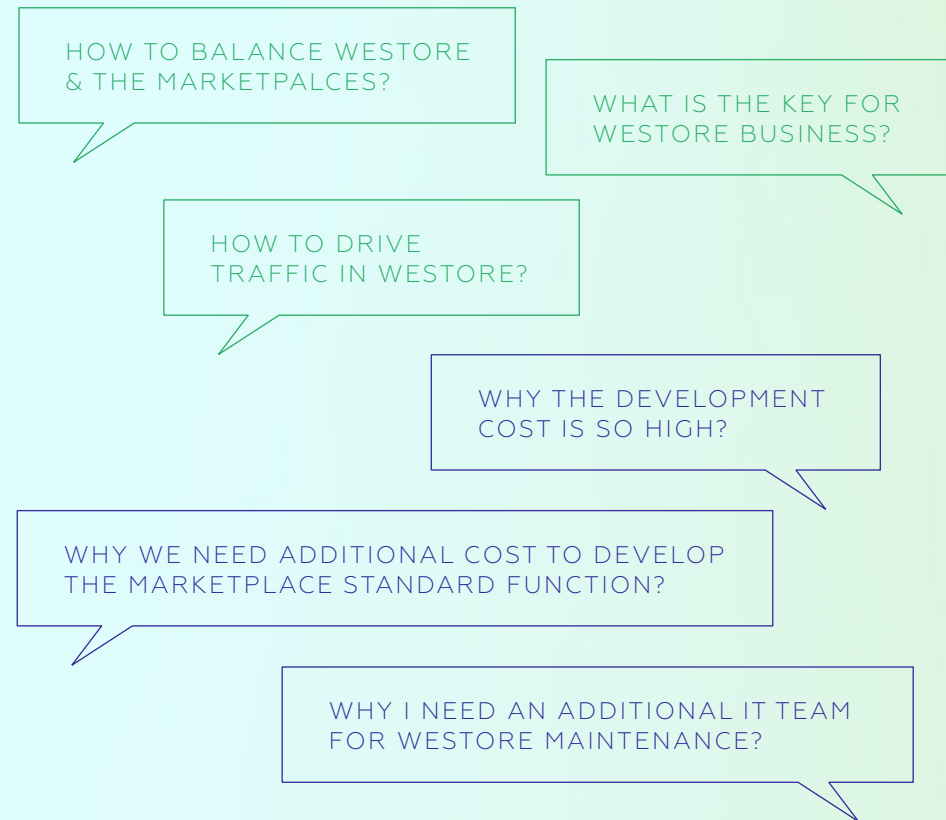 HOW TO BALANCE WESTORE
& THE MARKETPALCES?
WHAT IS THE KEY FOR
WESTORE BUSINESS?
HOW TO DRIVE
TRAFFIC IN WESTORE?
WHY THE DEVELOPMENT
COST IS SO HIGH?
WHY WE NEED ADDITIONAL COST TO DEVELOP
THE MARKETPLACE STANDARD FUNCTION?
WHY I NEED AN ADDITIONAL IT TEAM
FOR WESTORE MAINTENANCE?